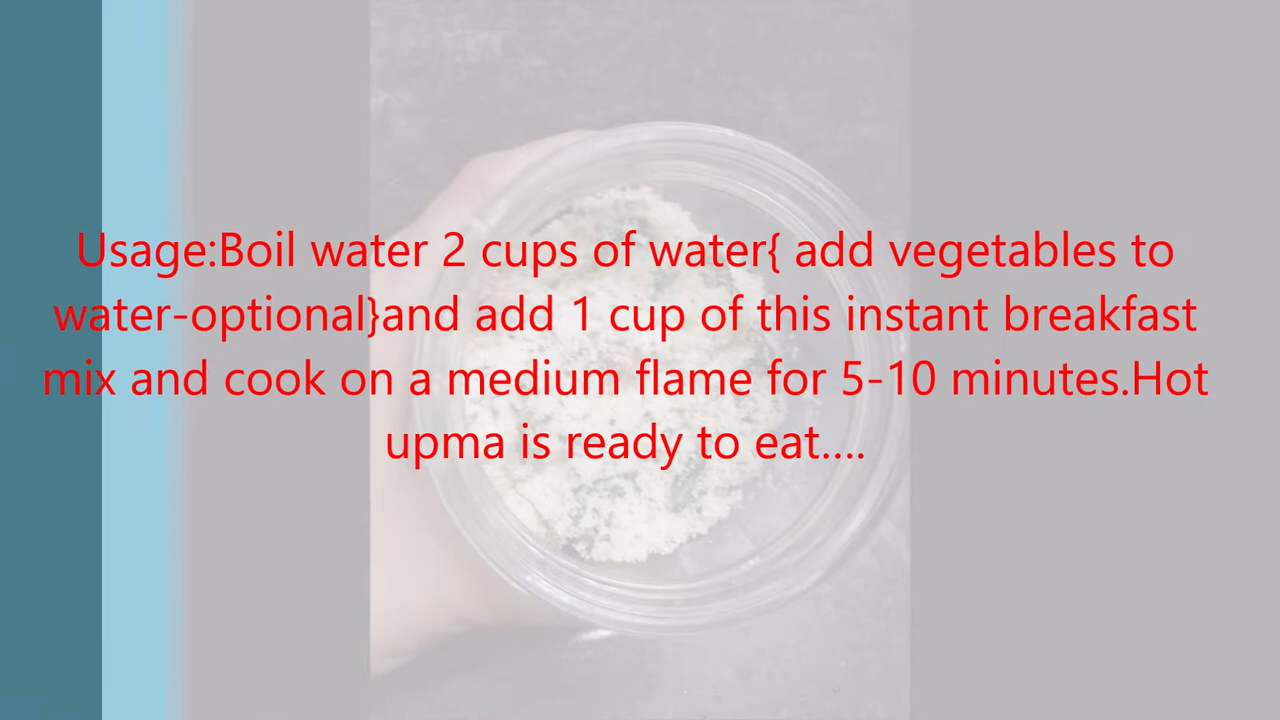 Usage:Boil water 2 cups of water{ add vegetables to
water-optional}and add 1 cup of this instant breakfast
mix and cook on a medium flame for 5-10 minutes.Hot
upma is ready to eat....